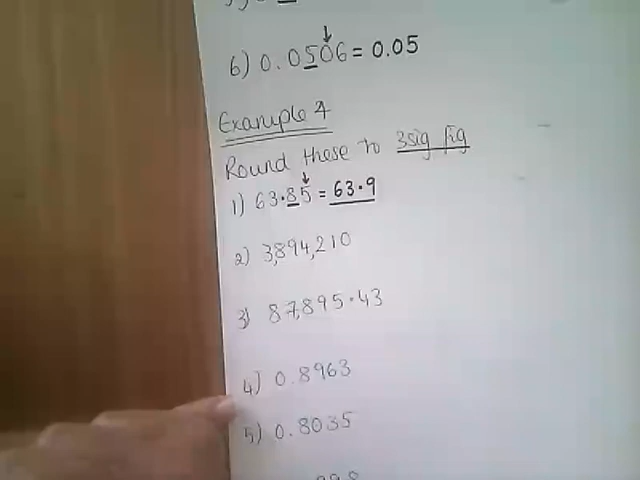 6) 0.0506 = 0.05
Example 4
Round these to 3sig fig
1) 63.85 = 63.9
2) 3,894,210
3) 87,895.43
4) 0.8963
5) 0.8035